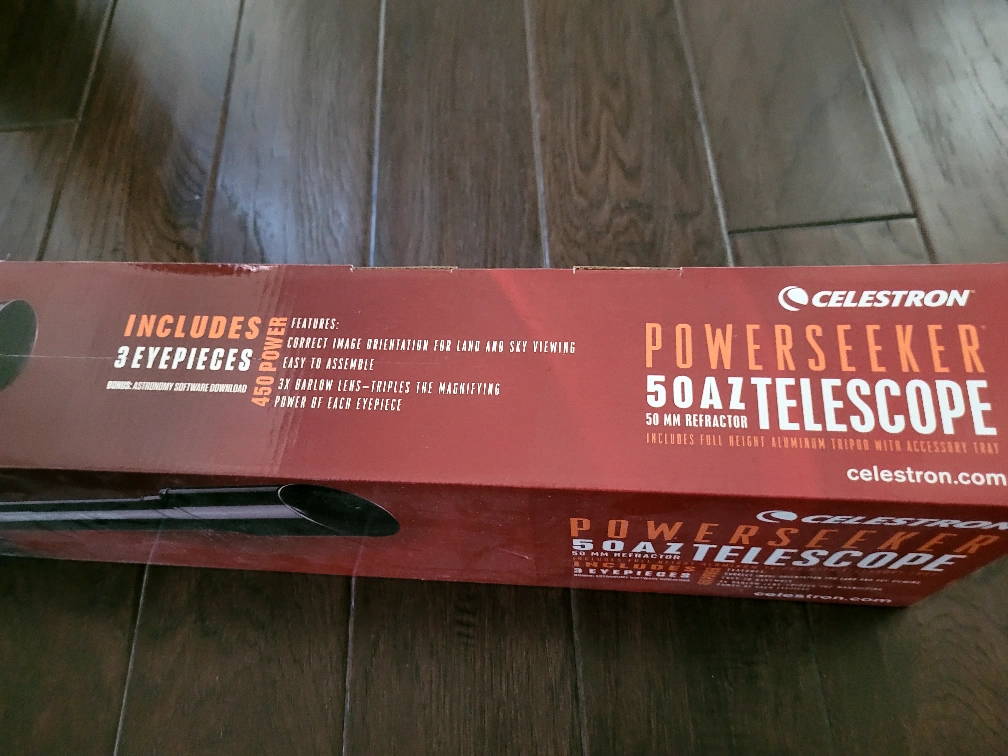 INCLUDES
3 EYEPIECES
BONUS: ASTRONOMY SOFTWARE DOWNLOAD
450 POWER
FEATURES:
CORRECT IMAGE ORIENTATION FOR LAND AND SKY VIEWING
EASY TO ASSEMBLE
3X BARLOW LENS—TRIPLES THE MAGNIFYING
POWER OF EACH EYEPIECE
CELESTRON™
POWERSEEKER™
50AZ TELESCOPE
50 MM REFRACTOR
INCLUDES FULL HEIGHT ALUMINUM TRIPOD WITH ACCESSORY TRAY
celestron.com
CELESTRON
POWERSEEKER
50AZ TELESCOPE
50 MM REFRACTOR
INCLUDES
3 EYEPIECES
celestron.com